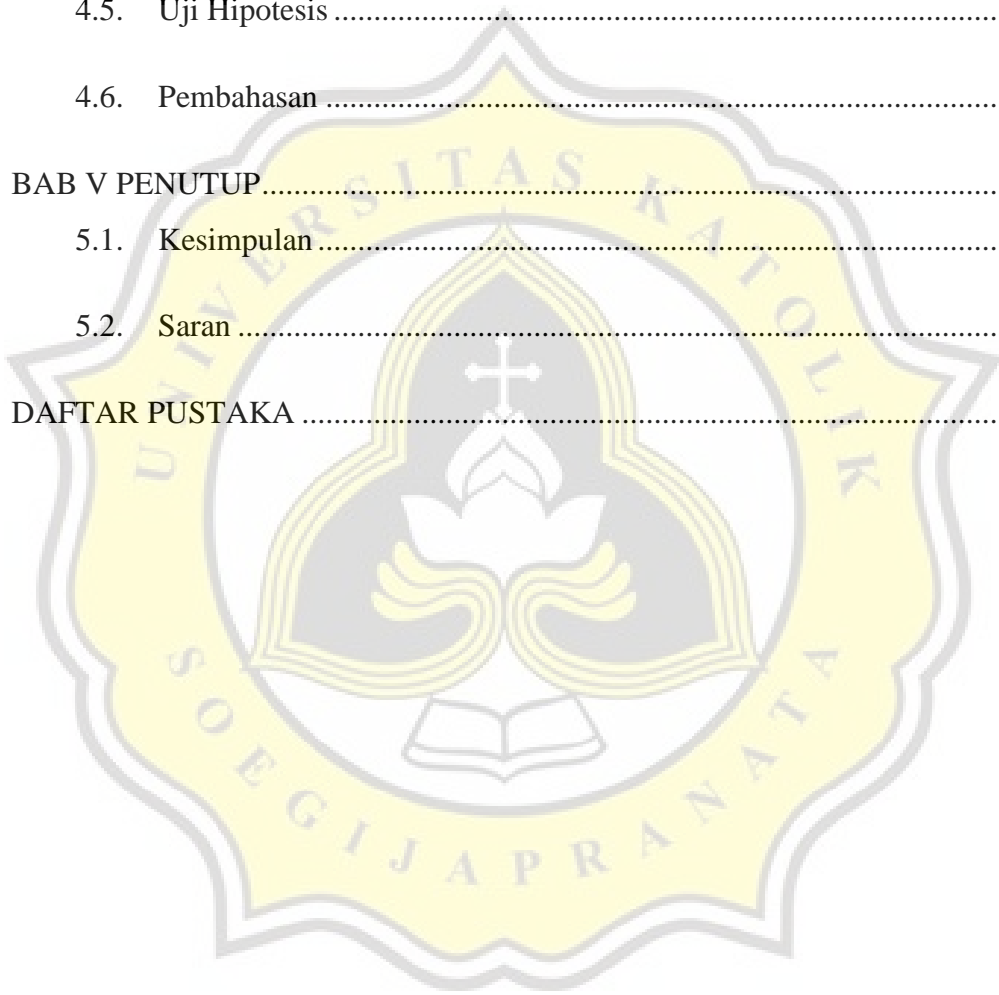 4.5. Uji Hipotesis ........................................................................................
4.6. Pembahasan ........................................................................................
BAB V PENUTUP........................................................................................
5.1. Kesimpulan ........................................................................................
5.2. Saran ........................................................................................
DAFTAR PUSTAKA ........................................................................................
UNIVERSITAS KATOLIK
SOEGIJAPRANATA